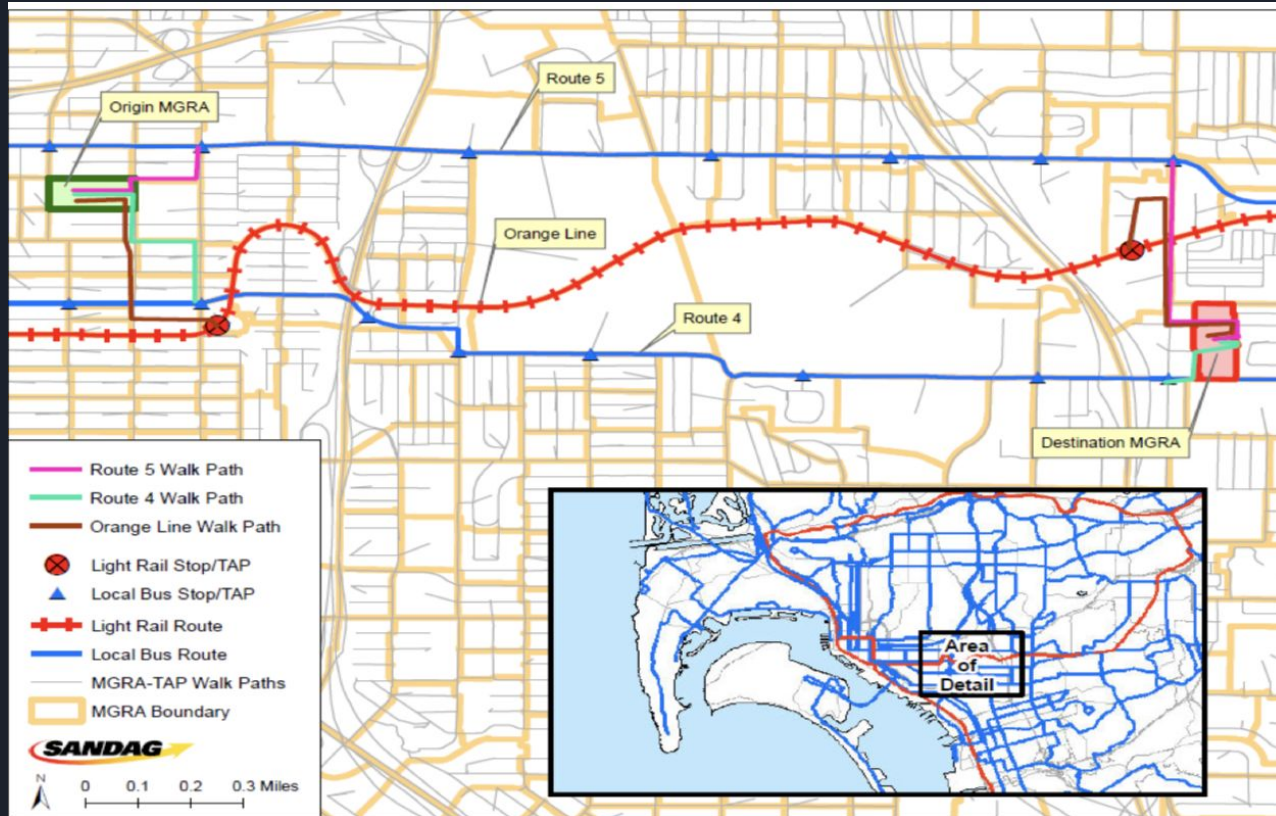 Route 5
Origin MGRA
Orange Line
Route 4
Destination MGRA
Route 5 Walk Path
Route 4 Walk Path
Orange Line Walk Path
Light Rail Stop/TAP
Local Bus Stop/TAP
Light Rail Route
Local Bus Route
MGRA-TAP Walk Paths
MGRA Boundary
SANDAG
N
0 0.1 0.2 0.3 Miles
Area
of
Detail